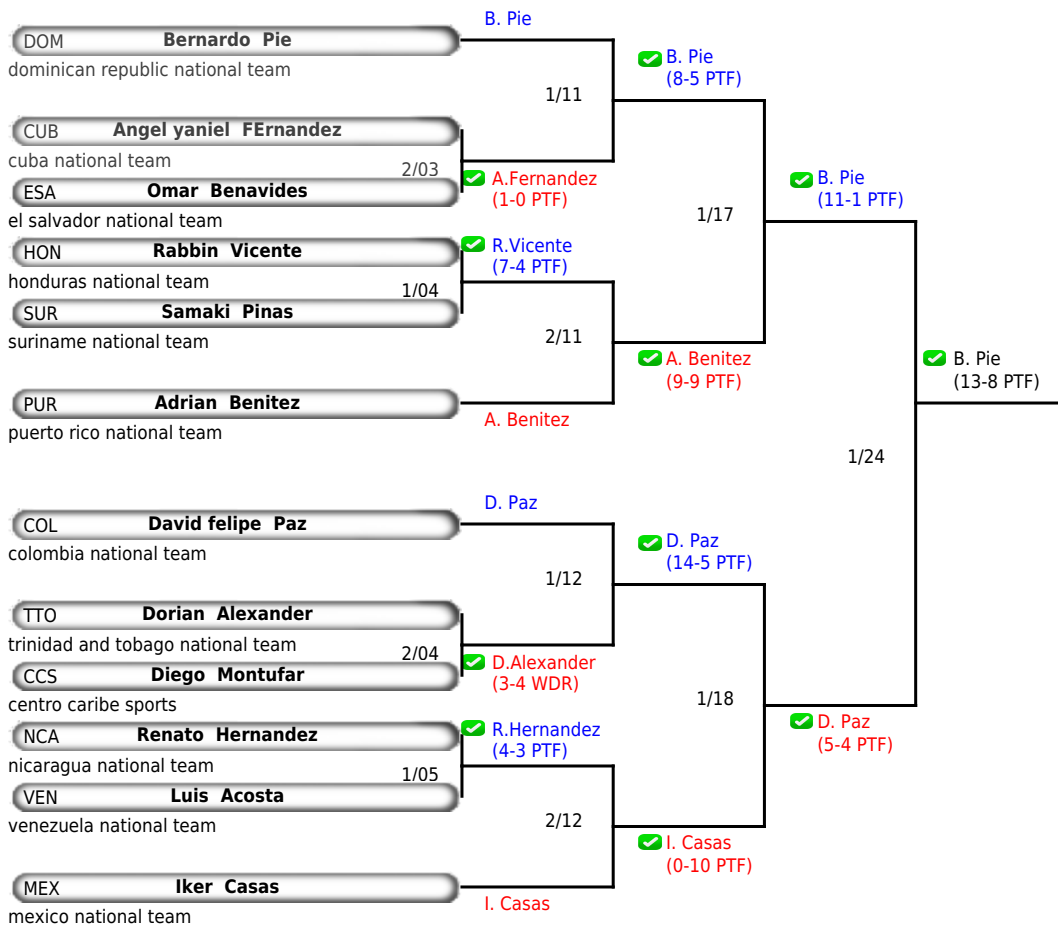 B. Pie
DOM Bernardo Pie
dominican republic national team
B. Pie
(8-5 PTF)
1/11
CUB Angel yaniel FErnandez
cuba national team
2/03
A.Fernandez
(1-0 PTF)
ESA Omar Benavides
el salvador national team
B. Pie
(11-1 PTF)
1/17
HON Rabbin Vicente
honduras national team
R.Vicente
(7-4 PTF)
1/04
SUR Samaki Pinas
suriname national team
2/11
A. Benitez
(9-9 PTF)
B. Pie
(13-8 PTF)
PUR Adrian Benitez
puerto rico national team
A. Benitez
1/24
D. Paz
COL David felipe Paz
colombia national team
D. Paz
(14-5 PTF)
1/12
TTO Dorian Alexander
trinidad and tobago national team
2/04
D.Alexander
(3-4 WDR)
CCS Diego Montufar
centro caribe sports
1/18
NCA Renato Hernandez
nicaragua national team
R.Hernandez
(4-3 PTF)
D. Paz
(5-4 PTF)
1/05
VEN Luis Acosta
venezuela national team
2/12
I. Casas
(0-10 PTF)
MEX Iker Casas
mexico national team
I. Casas